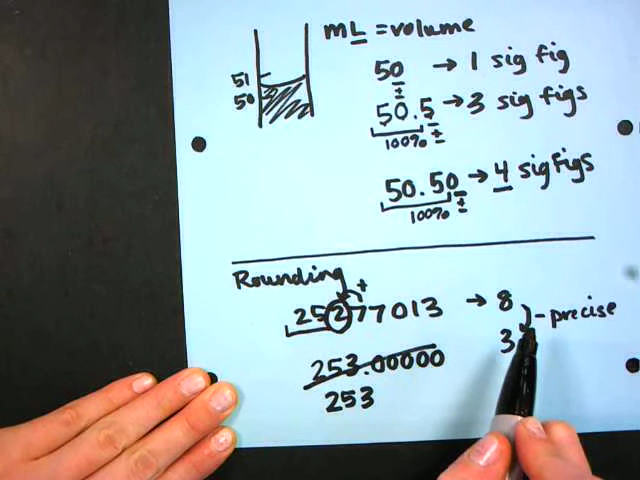 mL = volume
50 → 1 sig fig
±
51
50
50.5 → 3 sig figs
±
100%
50.50 → 4 sig figs
±
100%
Rounding
+
25277013 → 8
- precise
3
253.00000
253